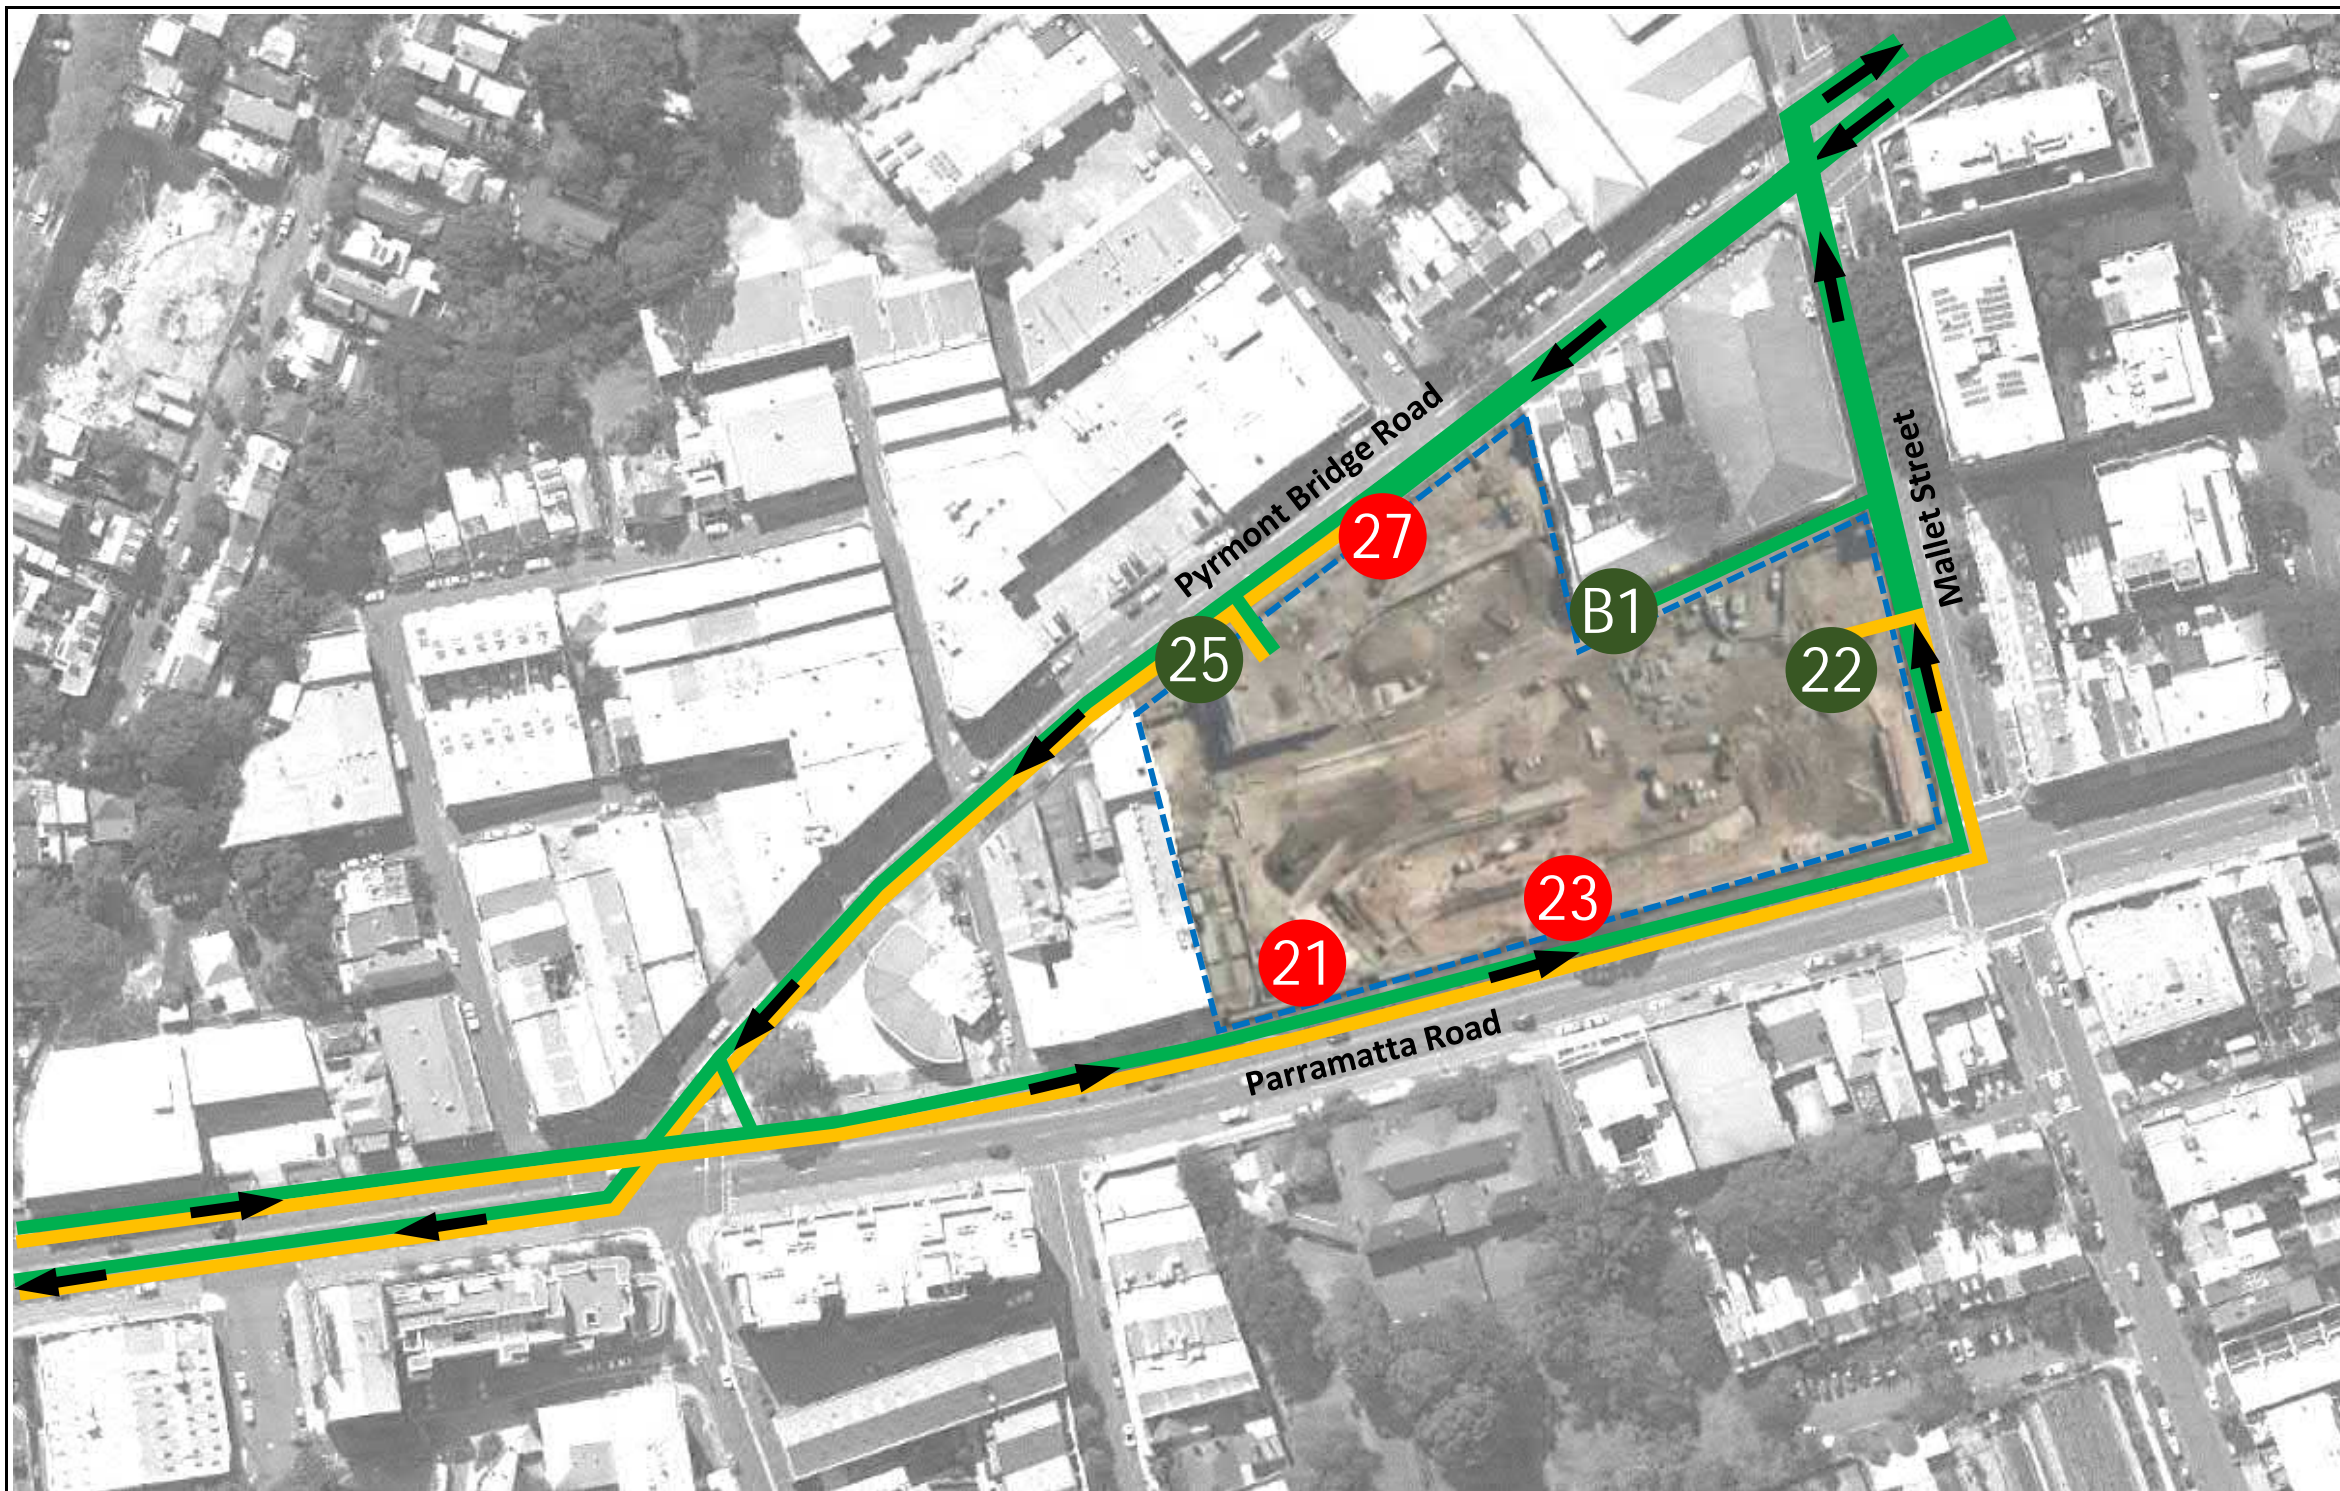 Pyrmont Bridge Road
27
Mallet Street
B1
25
22
23
21
Parramatta Road